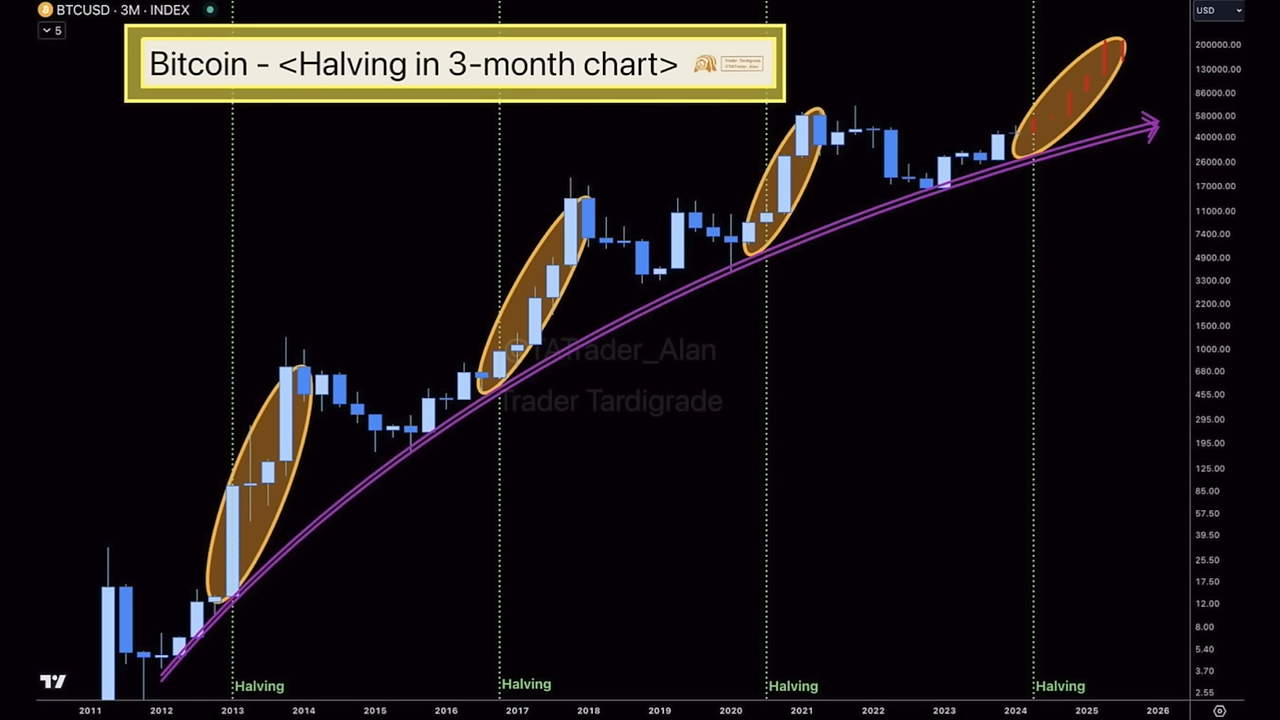 BTCUSD · 3M · INDEX
USD
5
Bitcoin - <Halving in 3-month chart>
Trader Tardigrade
200000.00
130000.00
86000.00
58000.00
40000.00
26000.00
17000.00
11000.00
7400.00
4900.00
3300.00
2200.00
1500.00
1000.00
680.00
455.00
295.00
195.00
125.00
85.00
57.50
39.50
25.50
17.50
12.00
8.00
5.40
3.70
2.55
@TATrader_Alan
Trader Tardigrade
Halving
Halving
Halving
Halving
2011 2012 2013 2014 2015 2016 2017 2018 2019 2020 2021 2022 2023 2024 2025 2026